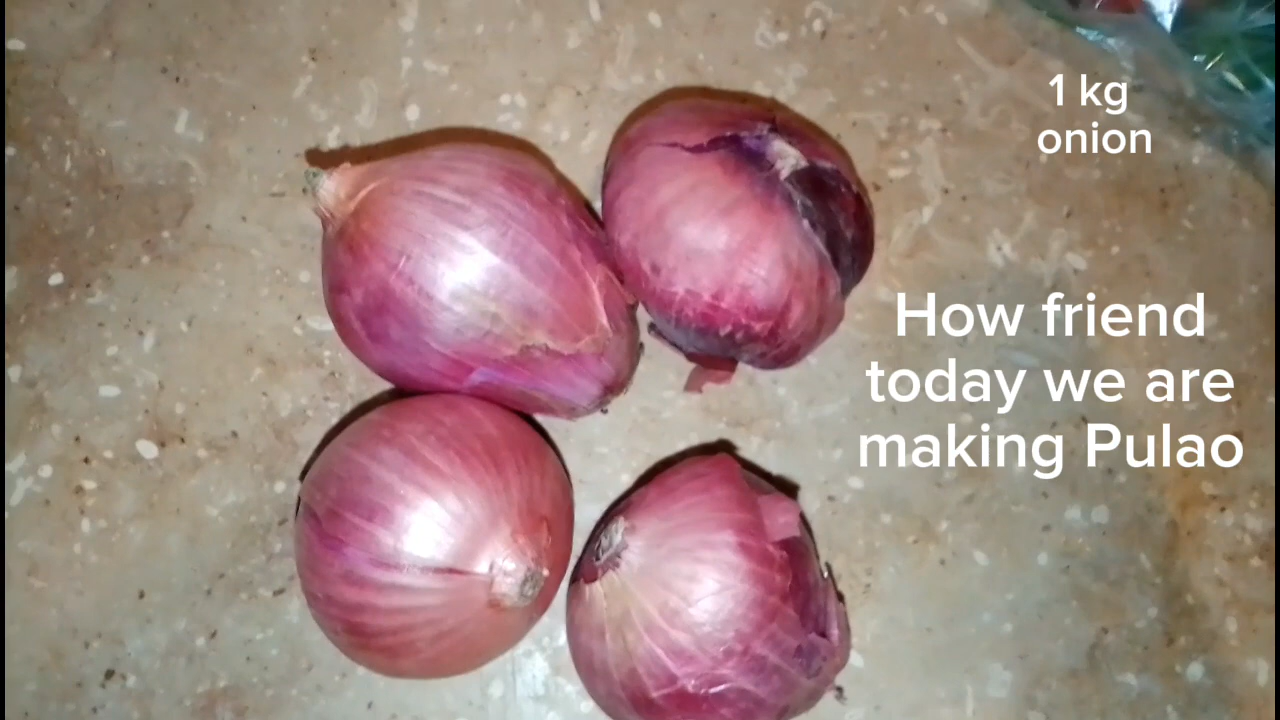 1 kg
onion
How friend
today we are
making Pulao